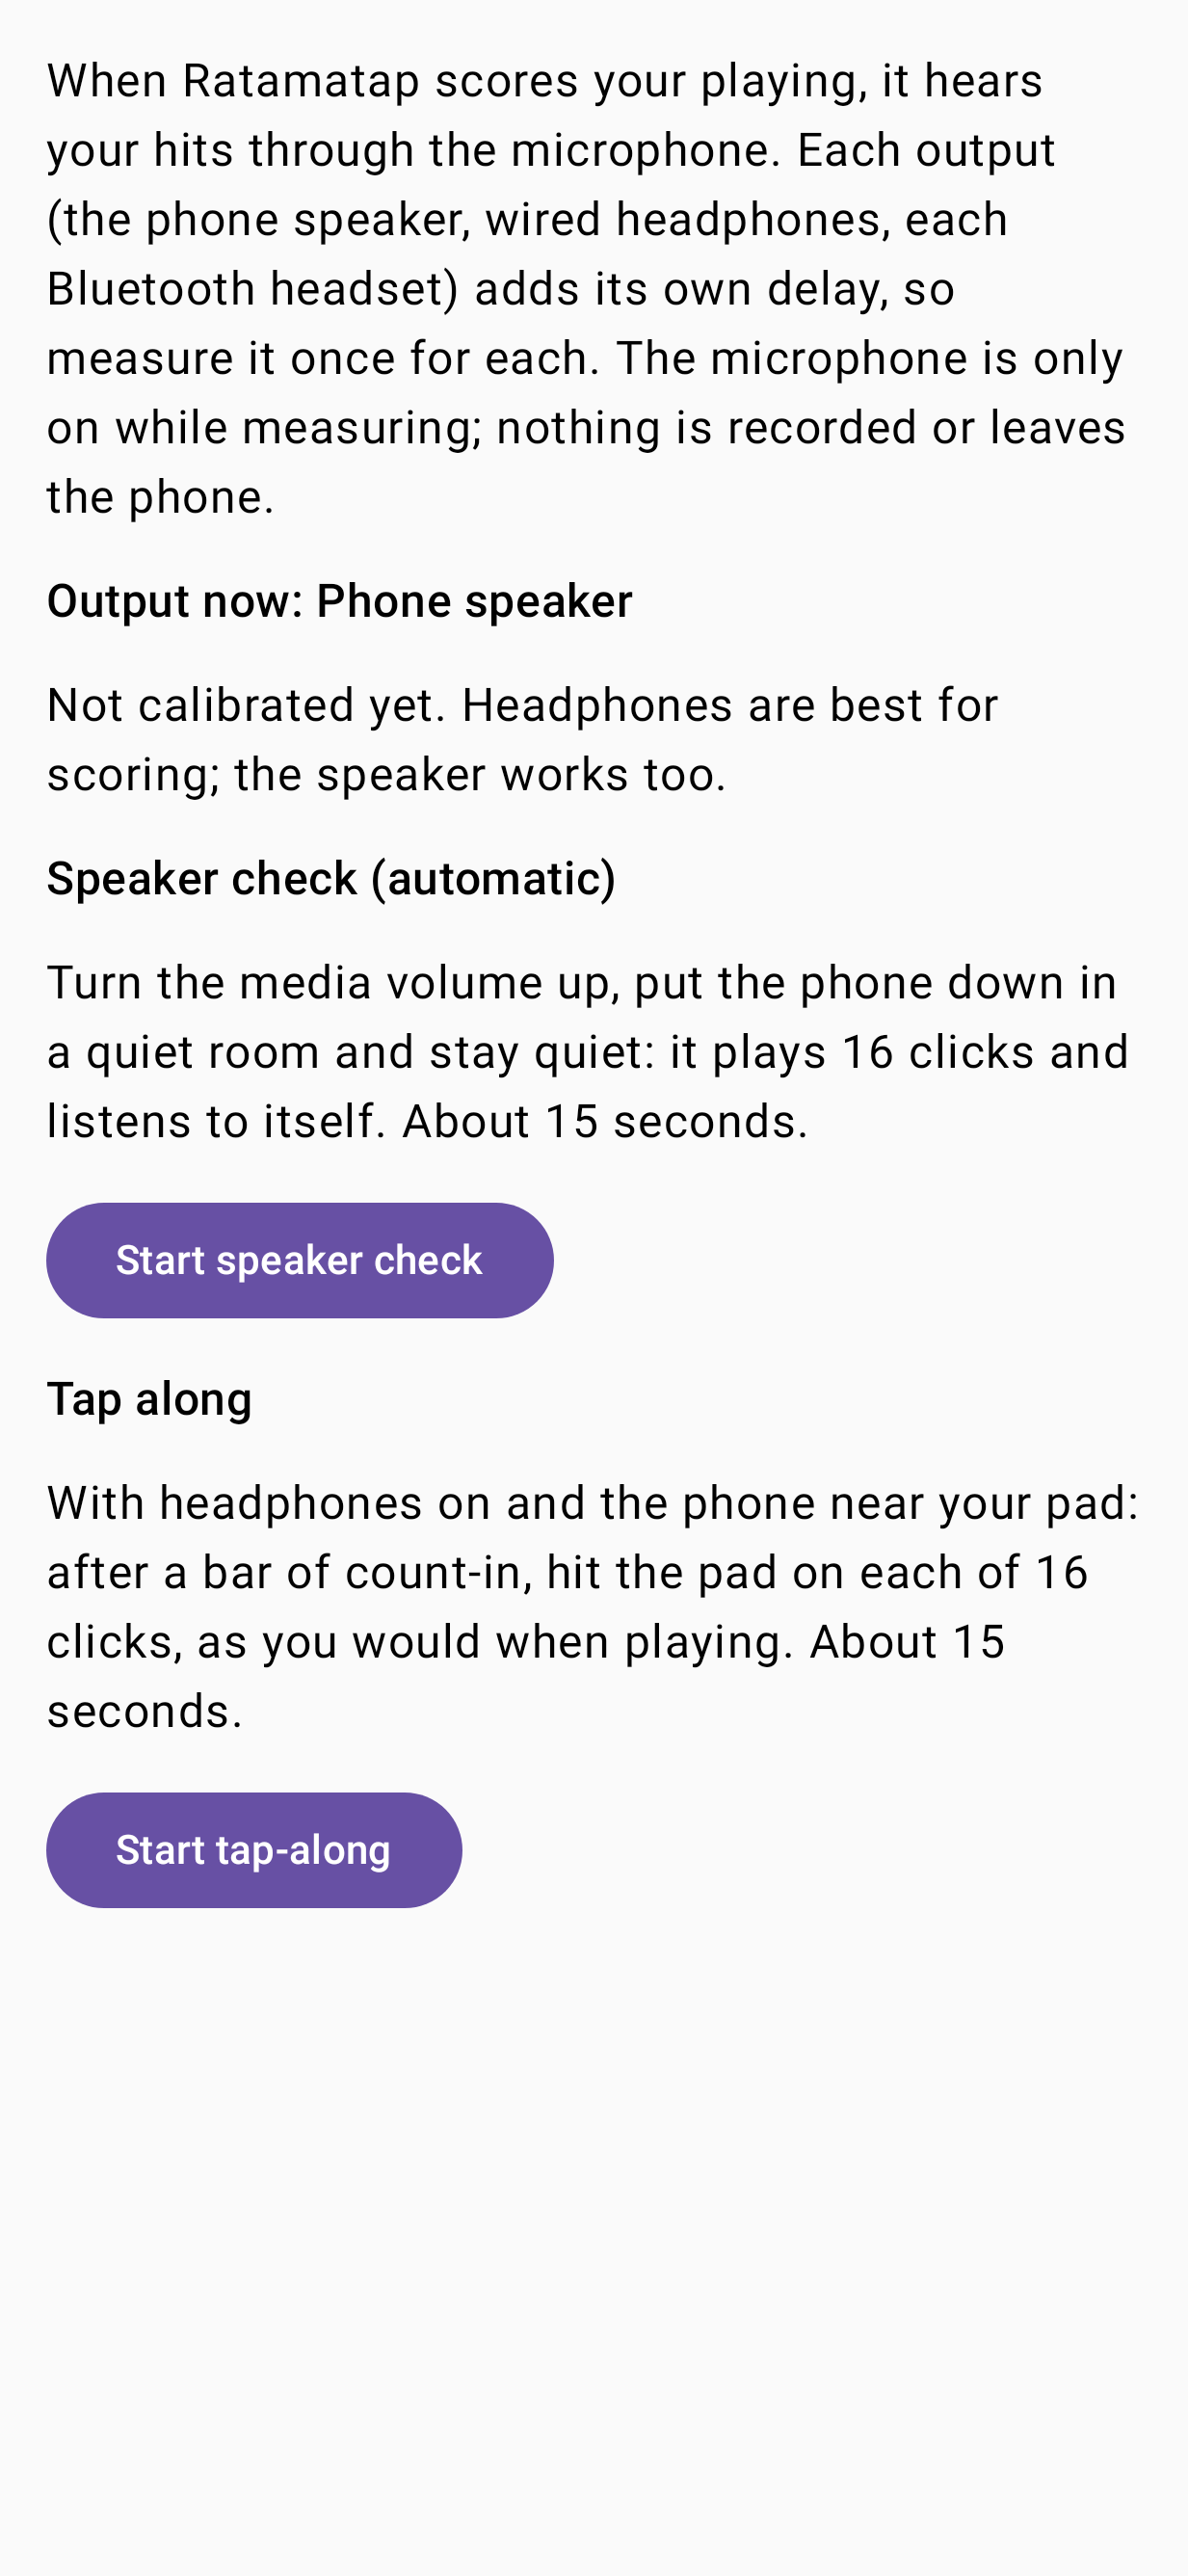 When Ratamatap scores your playing, it hears
your hits through the microphone. Each output
(the phone speaker, wired headphones, each
Bluetooth headset) adds its own delay, so
measure it once for each. The microphone is only
on while measuring; nothing is recorded or leaves
the phone.
Output now: Phone speaker
Not calibrated yet. Headphones are best for
scoring; the speaker works too.
Speaker check (automatic)
Turn the media volume up, put the phone down in
a quiet room and stay quiet: it plays 16 clicks and
listens to itself. About 15 seconds.
Start speaker check
Tap along
With headphones on and the phone near your pad:
after a bar of count-in, hit the pad on each of 16
clicks, as you would when playing. About 15
seconds.
Start tap-along